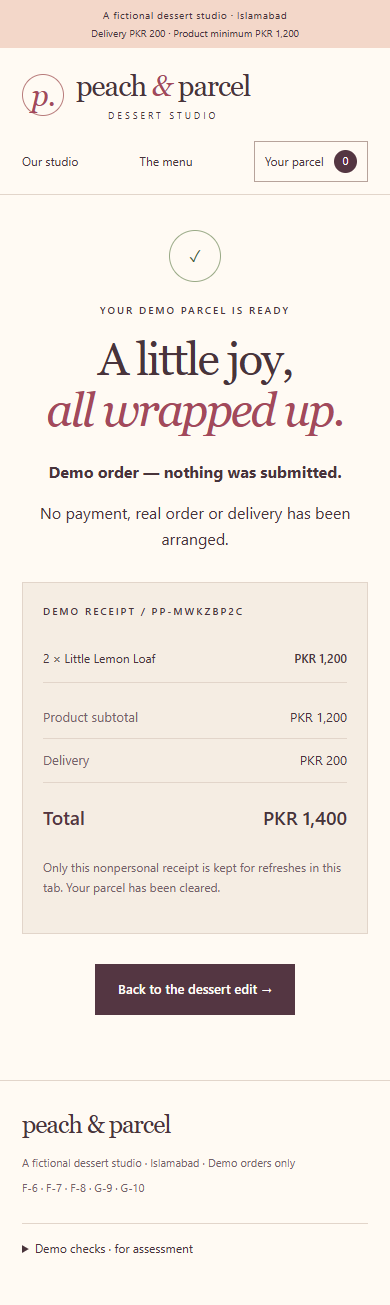 A fictional dessert studio · Islamabad
Delivery PKR 200 · Product minimum PKR 1,200
p.
peach & parcel
DESSERT STUDIO
Our studio
The menu
Your parcel 0
✓
YOUR DEMO PARCEL IS READY
A little joy,
all wrapped up.
Demo order — nothing was submitted.
No payment, real order or delivery has been
arranged.
DEMO RECEIPT / PP-MWKZBP2C
2 × Little Lemon Loaf PKR 1,200
Product subtotal PKR 1,200
Delivery PKR 200
Total PKR 1,400
Only this nonpersonal receipt is kept for refreshes in this
tab. Your parcel has been cleared.
Back to the dessert edit →
peach & parcel
A fictional dessert studio · Islamabad · Demo orders only
F-6 · F-7 · F-8 · G-9 · G-10
▶ Demo checks · for assessment